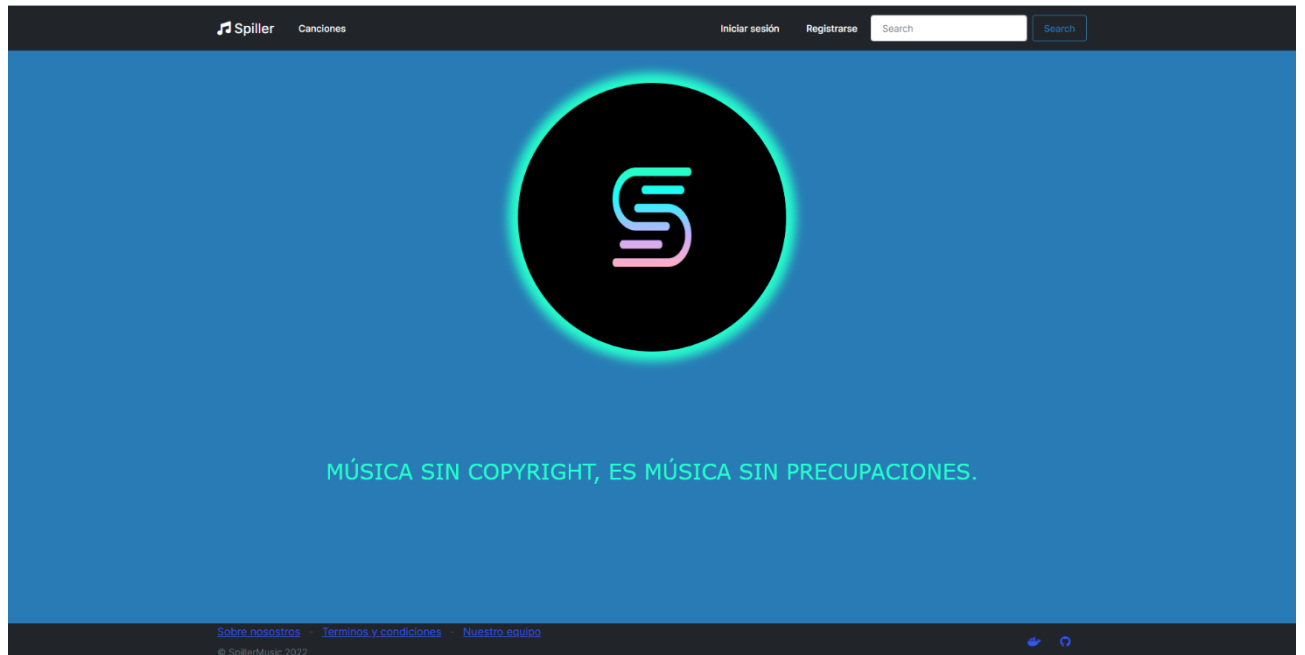 Spiller Canciones Iniciar sesión Registrarse Search Search
MÚSICA SIN COPYRIGHT, ES MÚSICA SIN PRECUPACIONES.
Sobre nosostros · Terminos y condiciones · Nuestro equipo
© SpillerMusic 2022